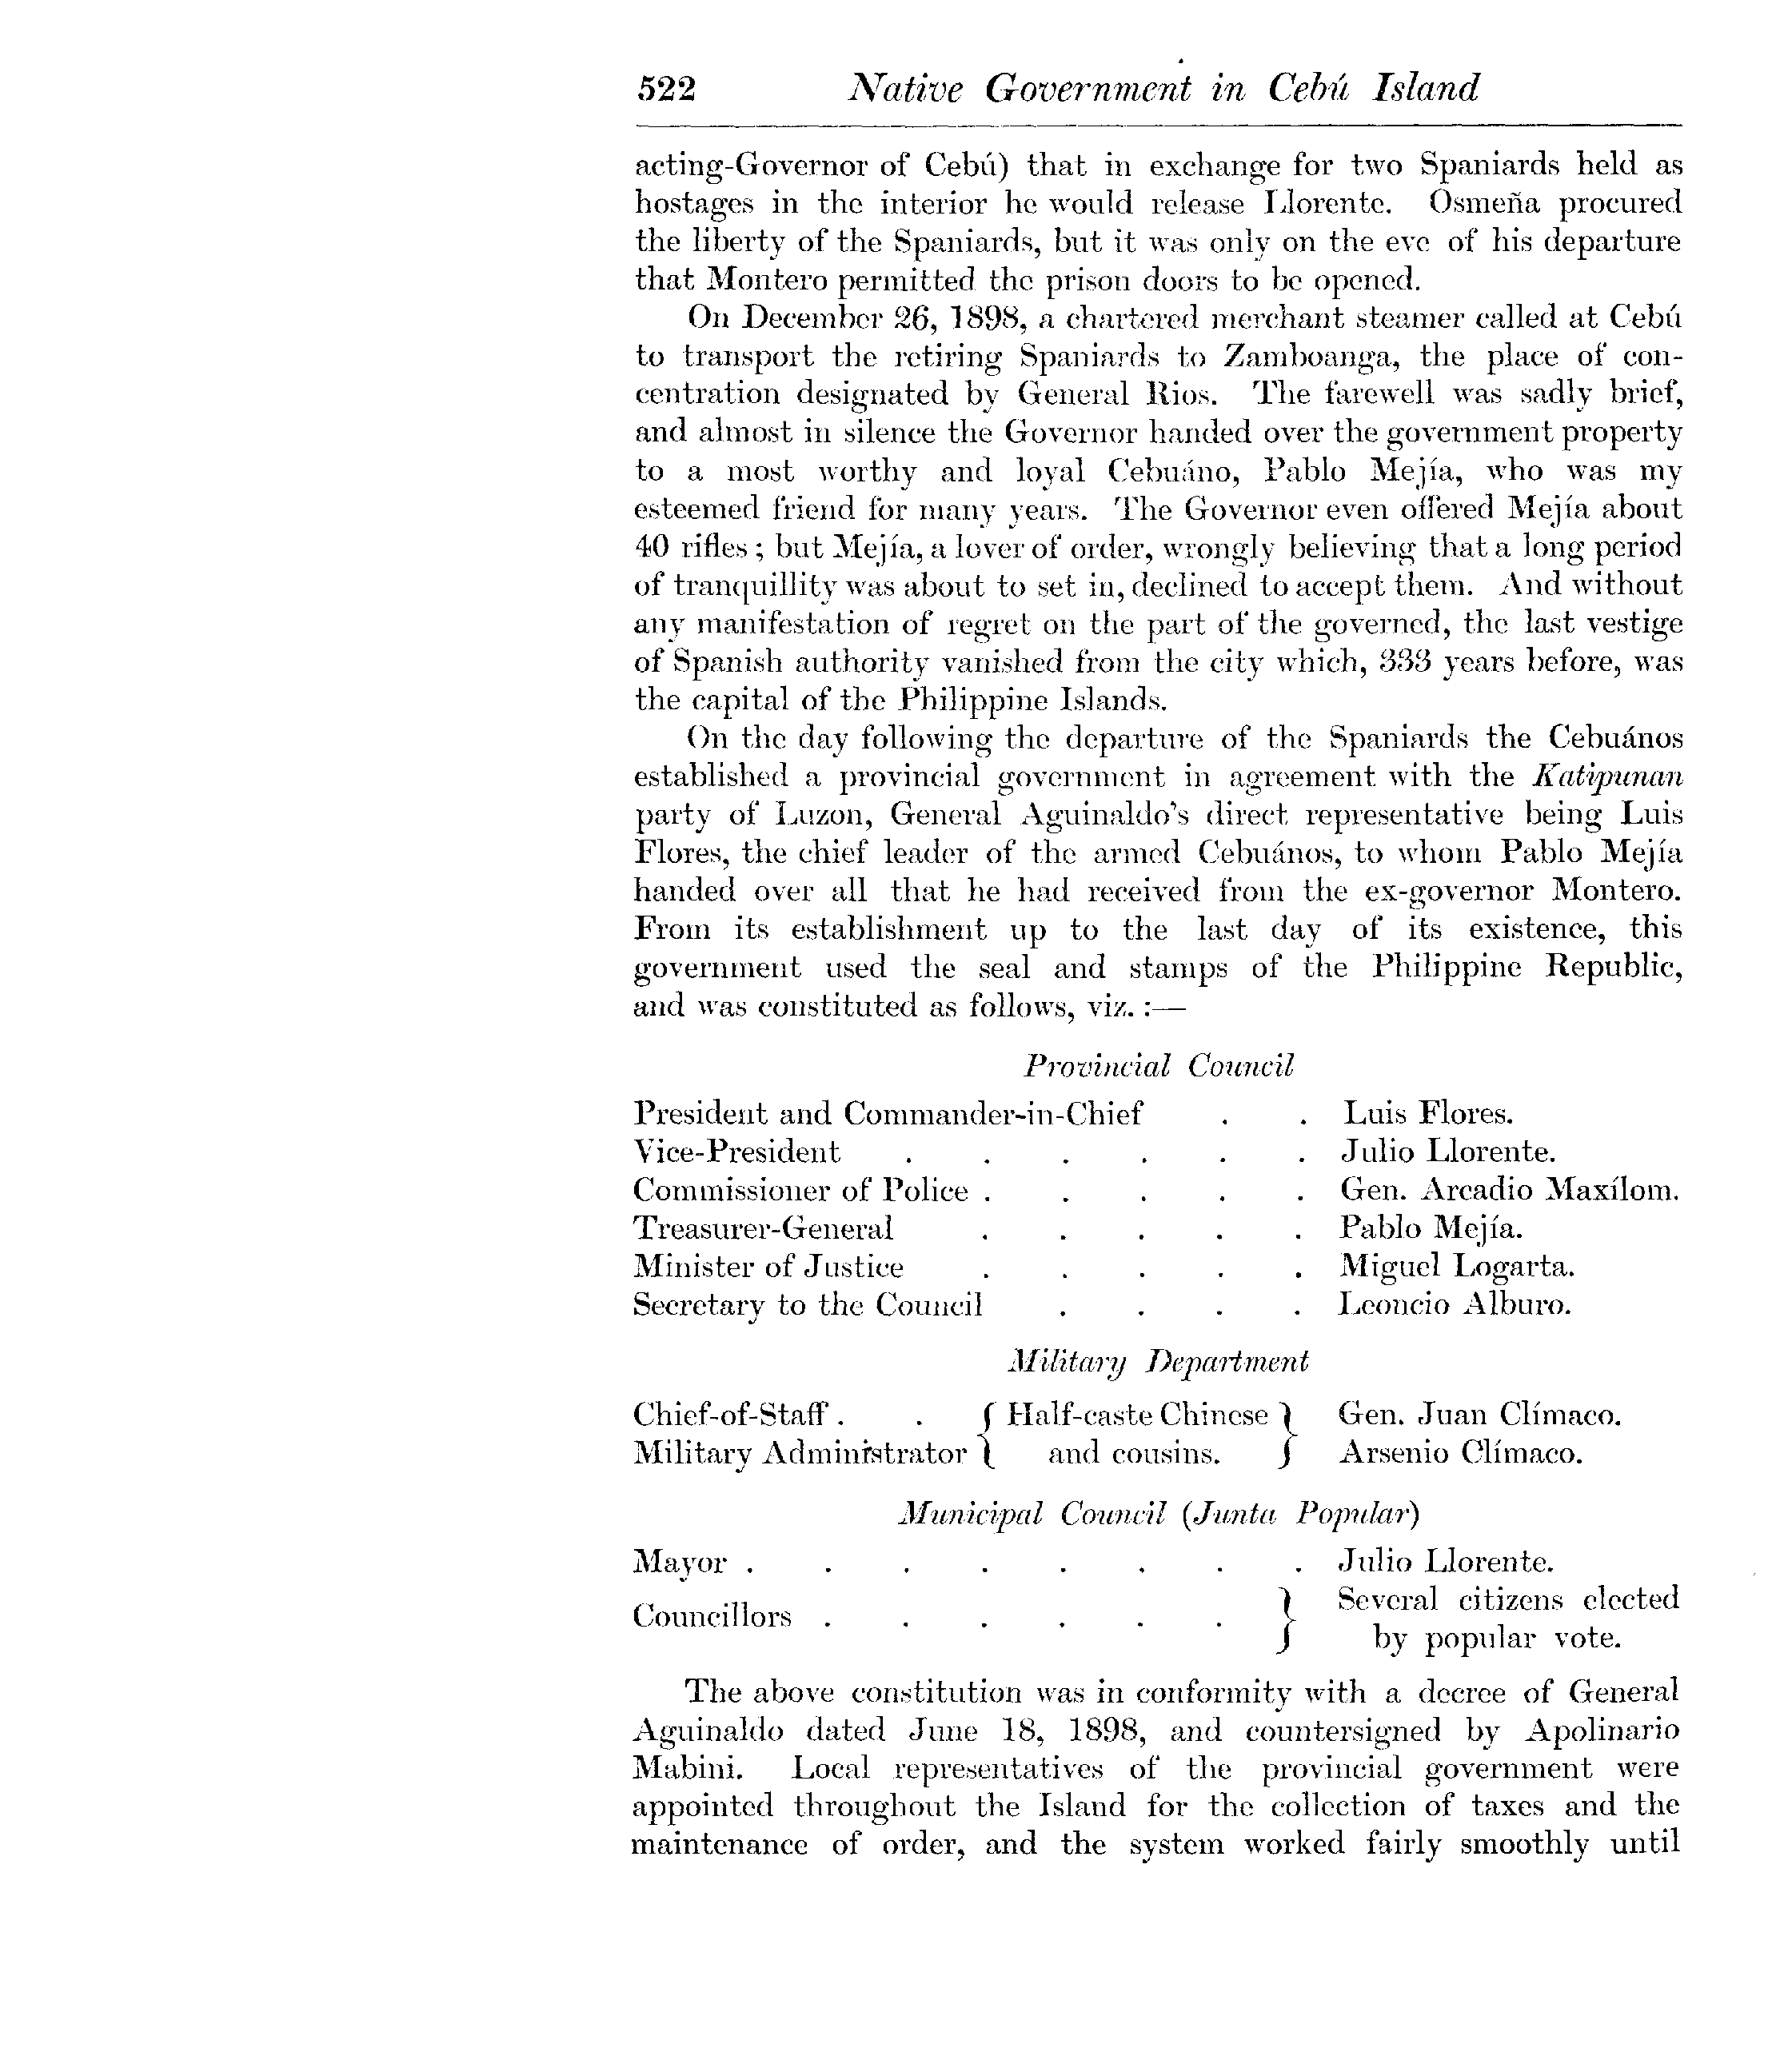 522 Native Government in Cebú Island
acting-Governor of Cebú) that in exchange for two Spaniards held as
hostages in the interior he would release Llorente. Osmeña procured
the liberty of the Spaniards, but it was only on the eve of his departure
that Montero permitted the prison doors to be opened.
On December 26, 1898, a chartered merchant steamer called at Cebú
to transport the retiring Spaniards to Zamboanga, the place of con-
centration designated by General Rios. The farewell was sadly brief,
and almost in silence the Governor handed over the government property
to a most worthy and loyal Cebuáno, Pablo Mejía, who was my
esteemed friend for many years. The Governor even offered Mejía about
40 rifles; but Mejía, a lover of order, wrongly believing that a long period
of tranquillity was about to set in, declined to accept them. And without
any manifestation of regret on the part of the governed, the last vestige
of Spanish authority vanished from the city which, 333 years before, was
the capital of the Philippine Islands.
On the day following the departure of the Spaniards the Cebuános
established a provincial government in agreement with the Katipunan
party of Luzon, General Aguinaldo's direct representative being Luis
Flores, the chief leader of the armed Cebuános, to whom Pablo Mejía
handed over all that he had received from the ex-governor Montero.
From its establishment up to the last day of its existence, this
government used the seal and stamps of the Philippine Republic,
and was constituted as follows, viz. :—
Provincial Council
President and Commander-in-Chief . . Luis Flores.
Vice-President . . . . . . Julio Llorente.
Commissioner of Police . . . . . Gen. Arcadio Maxílom.
Treasurer-General . . . . . Pablo Mejía.
Minister of Justice . . . . . Miguel Logarta.
Secretary to the Council . . . . Leoncio Alburo.
Military Department
Chief-of-Staff . . { Half-caste Chinese } Gen. Juan Clímaco.
Military Administrator { and cousins. } Arsenio Clímaco.
Municipal Council (Junta Popular)
Mayor . . . . . . . . Julio Llorente.
Councillors . . . . . . } Several citizens elected
by popular vote.
The above constitution was in conformity with a decree of General
Aguinaldo dated June 18, 1898, and countersigned by Apolinario
Mabini. Local representatives of the provincial government were
appointed throughout the Island for the collection of taxes and the
maintenance of order, and the system worked fairly smoothly until